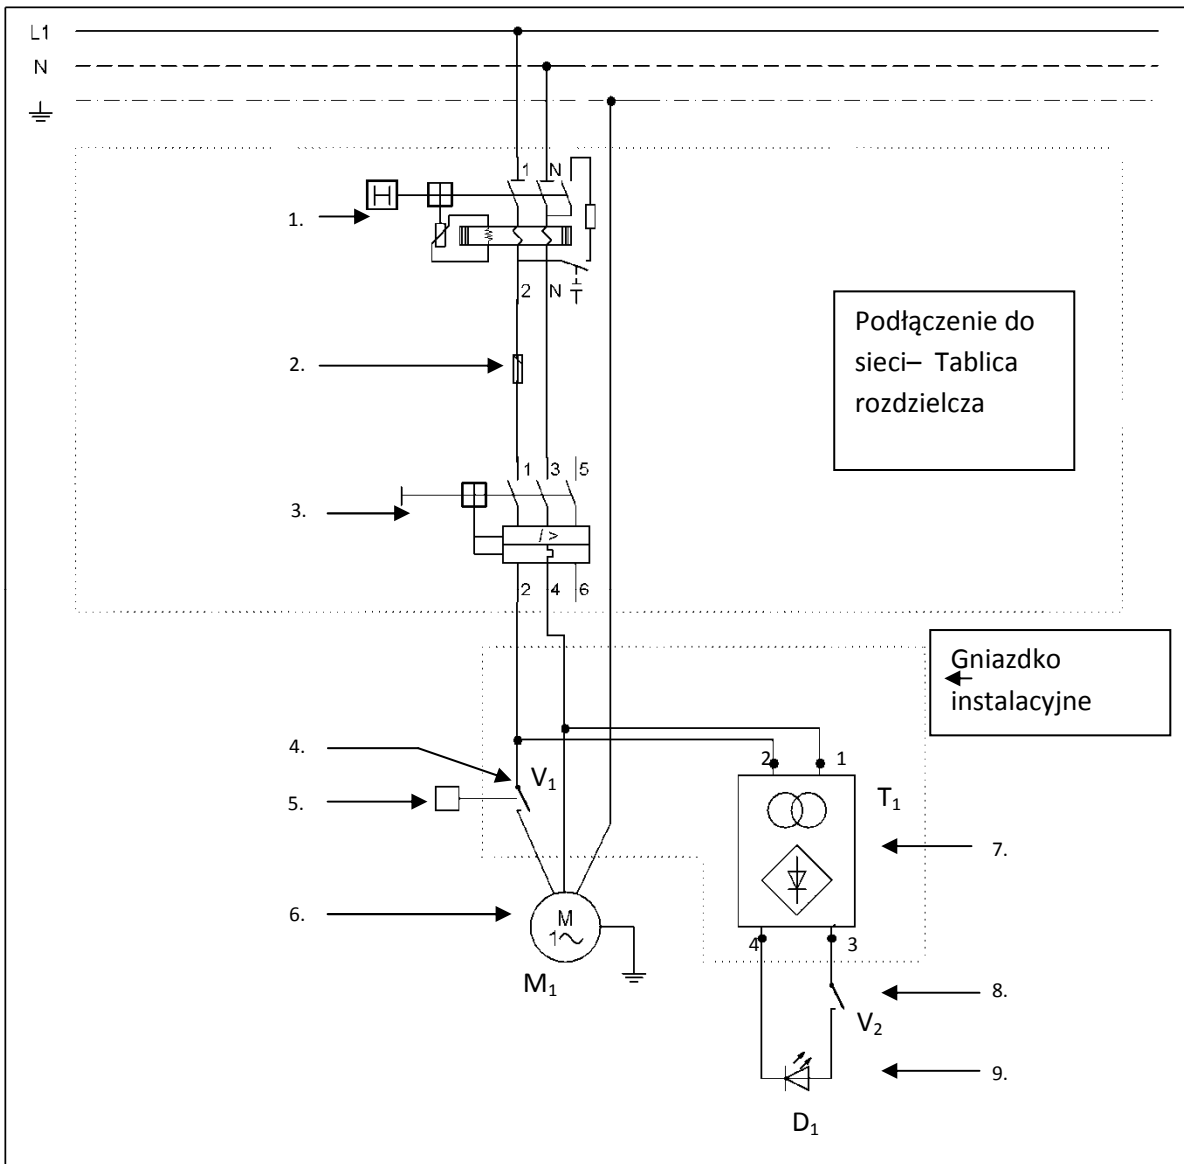 L1
N
1 N
1.
2 N
Podłączenie do
sieci– Tablica
rozdzielcza
2.
1 3 5
3.
I >
2 4 6
Gniazdko
instalacyjne
4.
V1
2 1
5.
T1
7.
6.
M
1~
4 3
M1
8.
V2
9.
D1